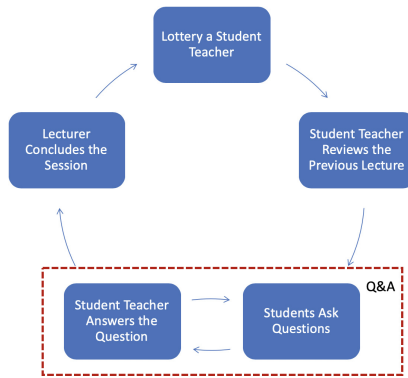 Lottery a Student
Teacher
Lecturer
Concludes the
Session
Student Teacher
Reviews the
Previous Lecture
Q&A
Student Teacher
Answers the
Question
Students Ask
Questions